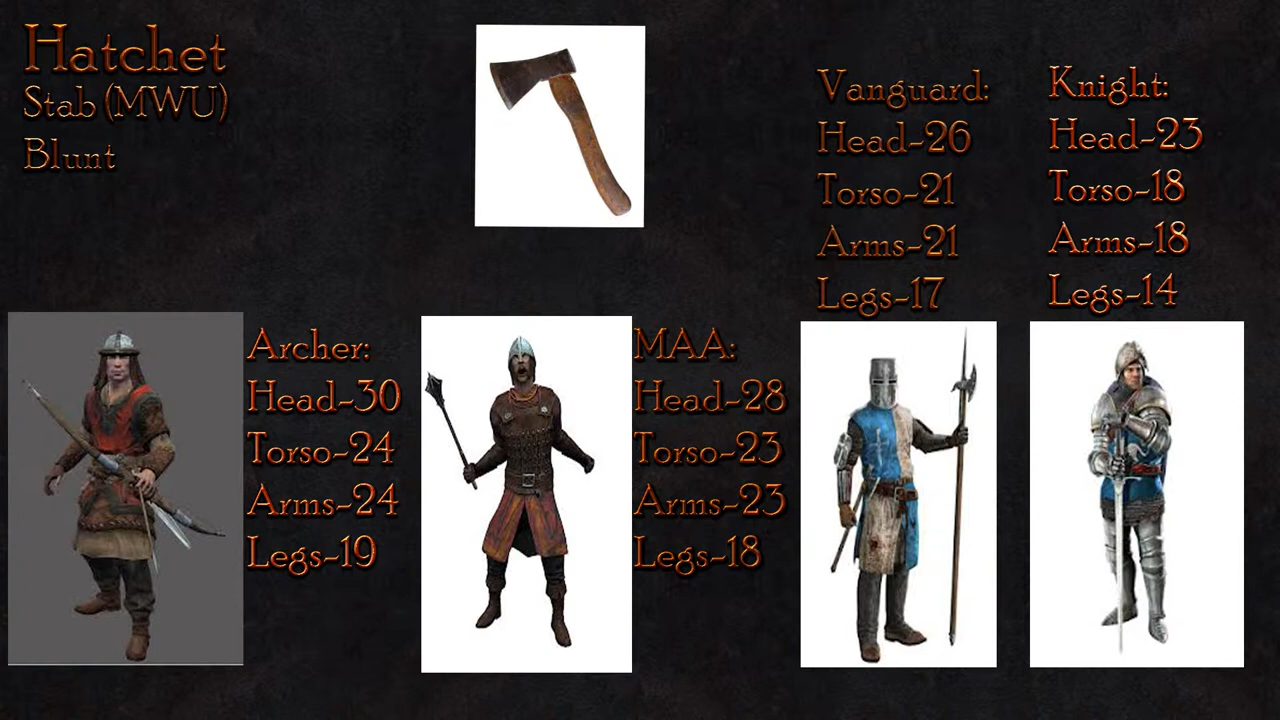 Hatchet
Stab (MWU)
Blunt
Vanguard:
Head-26
Torso-21
Arms-21
Legs-17
Knight:
Head-23
Torso-18
Arms-18
Legs-14
Archer:
Head-30
Torso-24
Arms-24
Legs-19
MAA:
Head-28
Torso-23
Arms-23
Legs-18